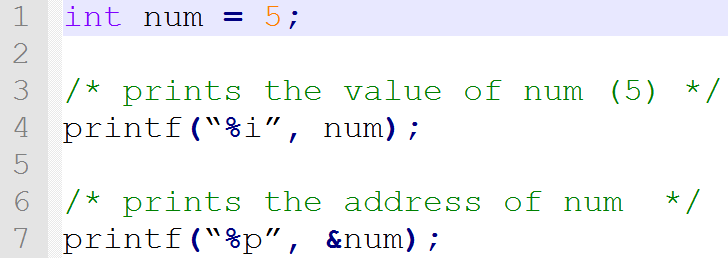 1 int num = 5;
2
3 /* prints the value of num (5) */
4 printf(“%i”, num);
5
6 /* prints the address of num  */
7 printf(“%p”, &num);